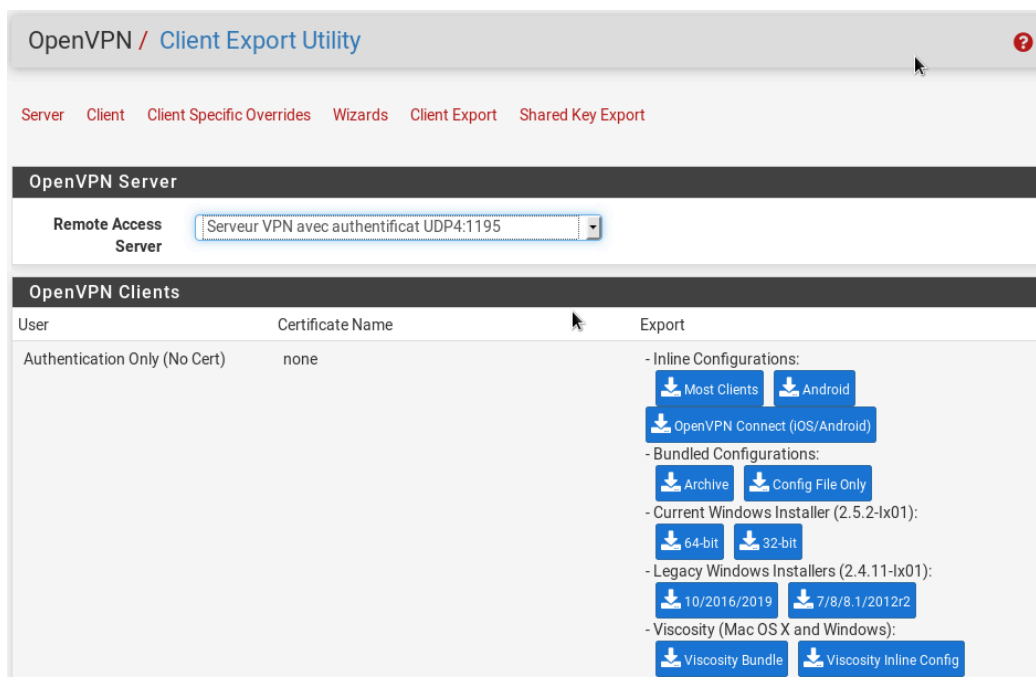 OpenVPN / Client Export Utility
Server Client Client Specific Overrides Wizards Client Export Shared Key Export
OpenVPN Server
Remote Access Server
Serveur VPN avec authentificat UDP4:1195
OpenVPN Clients
User Certificate Name Export
Authentication Only (No Cert) none - Inline Configurations:
Most Clients Android
OpenVPN Connect (iOS/Android)
- Bundled Configurations:
Archive Config File Only
- Current Windows Installer (2.5.2-Ix01):
64-bit 32-bit
- Legacy Windows Installers (2.4.11-Ix01):
10/2016/2019 7/8/8.1/2012r2
- Viscosity (Mac OS X and Windows):
Viscosity Bundle Viscosity Inline Config